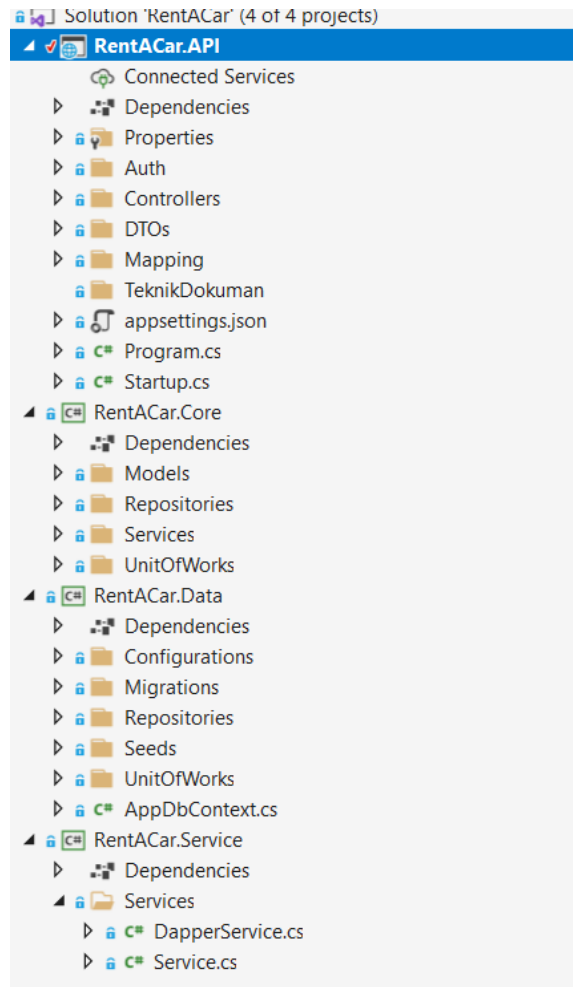 Solution 'RentACar' (4 of 4 projects)
RentACar.API
Connected Services
Dependencies
Properties
Auth
Controllers
DTOs
Mapping
TeknikDokuman
appsettings.json
C# Program.cs
C# Startup.cs
C# RentACar.Core
Dependencies
Models
Repositories
Services
UnitOfWorks
C# RentACar.Data
Dependencies
Configurations
Migrations
Repositories
Seeds
UnitOfWorks
C# AppDbContext.cs
C# RentACar.Service
Dependencies
Services
C# DapperService.cs
C# Service.cs